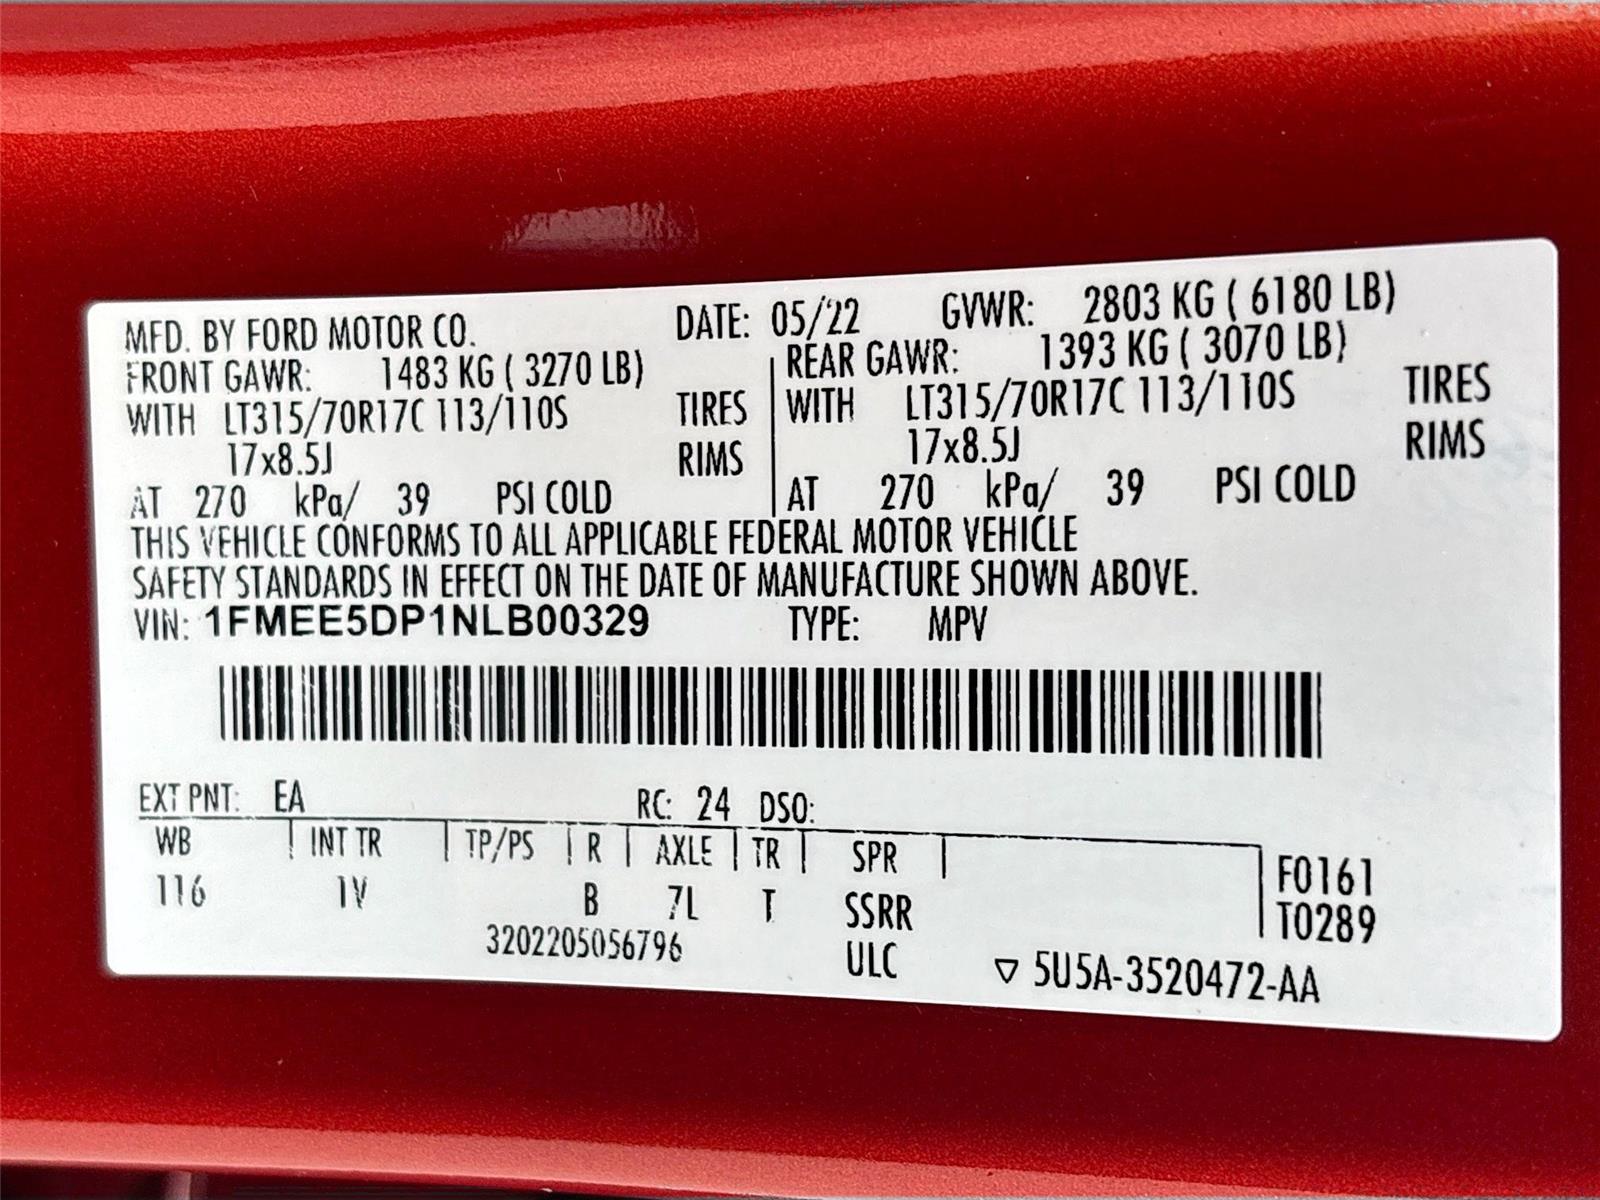 MFD. BY FORD MOTOR CO. DATE: 05/22 GVWR: 2803 KG ( 6180 LB)
FRONT GAWR: 1483 KG ( 3270 LB) REAR GAWR: 1393 KG ( 3070 LB)
WITH LT315/70R17C 113/110S TIRES WITH LT315/70R17C 113/110S TIRES
17x8.5J RIMS 17x8.5J RIMS
AT 270 kPa/ 39 PSI COLD AT 270 kPa/ 39 PSI COLD
THIS VEHICLE CONFORMS TO ALL APPLICABLE FEDERAL MOTOR VEHICLE
SAFETY STANDARDS IN EFFECT ON THE DATE OF MANUFACTURE SHOWN ABOVE.
VIN: 1FMEE5DP1NLB00329 TYPE: MPV
EXT PNT: EA RC: 24 DSO:
WB INT TR TP/PS R AXLE TR SPR F0161
116 1V B 7L T SSRR T0289
3202205056796 ULC ▽ 5U5A-3520472-AA